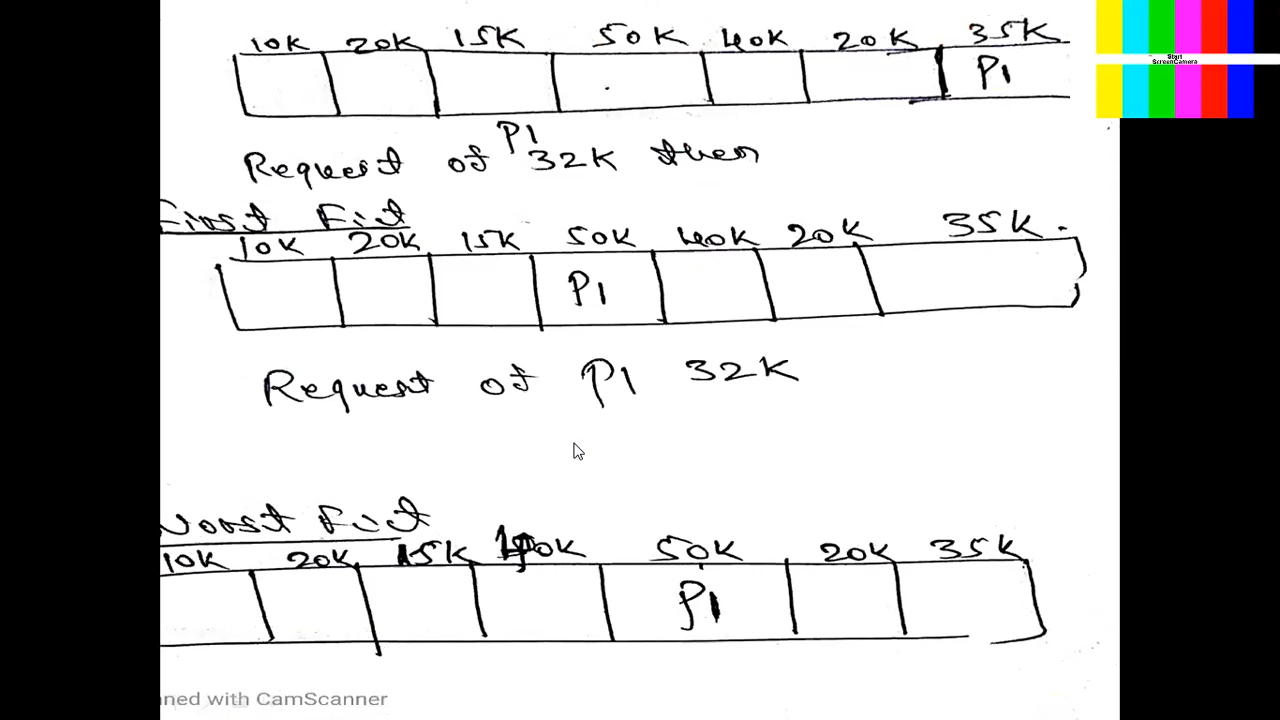 10K 20K 15K 50K 40K 20K 35K
P1
P1
Request of 32K then
First Fit
10K 20K 15K 50K 40K 20K 35K.
P1
Request of P1 32K
Worst Fit
10K 20K 15K 40K 50K 20K 35K
P1
nned with CamScanner
Start
ScreenCamera